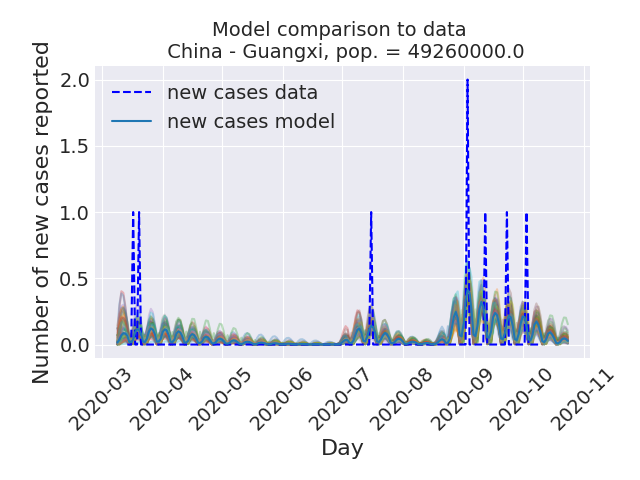 Model comparison to data
China - Guangxi, pop. = 49260000.0
Number of new cases reported
2.0
1.5
1.0
0.5
0.0
new cases data
new cases model
2020-03
2020-04
2020-05
2020-06
2020-07
2020-08
2020-09
2020-10
2020-11
Day